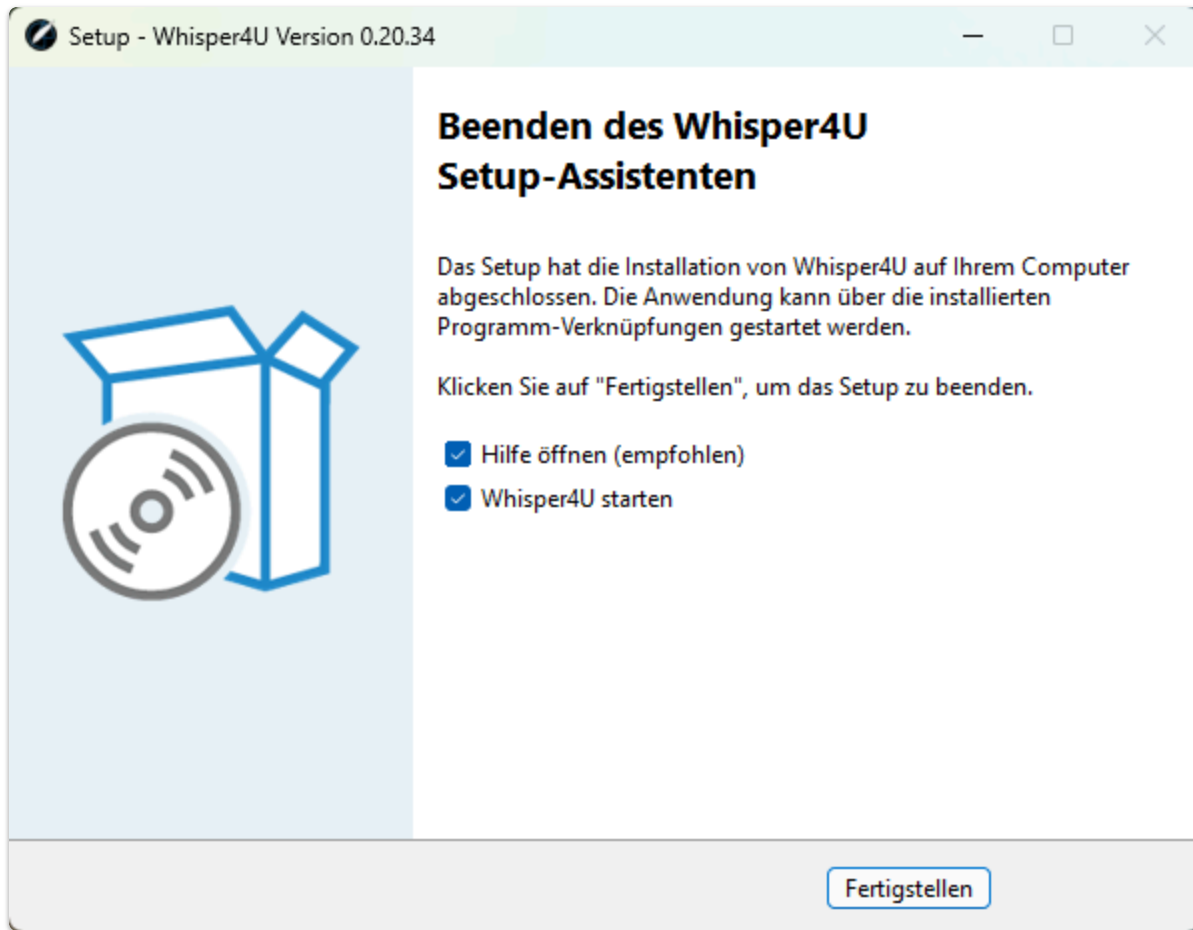 Setup - Whisper4U Version 0.20.34
Beenden des Whisper4U
Setup-Assistenten
Das Setup hat die Installation von Whisper4U auf Ihrem Computer
abgeschlossen. Die Anwendung kann über die installierten
Programm-Verknüpfungen gestartet werden.
Klicken Sie auf "Fertigstellen", um das Setup zu beenden.
Hilfe öffnen (empfohlen)
Whisper4U starten
Fertigstellen